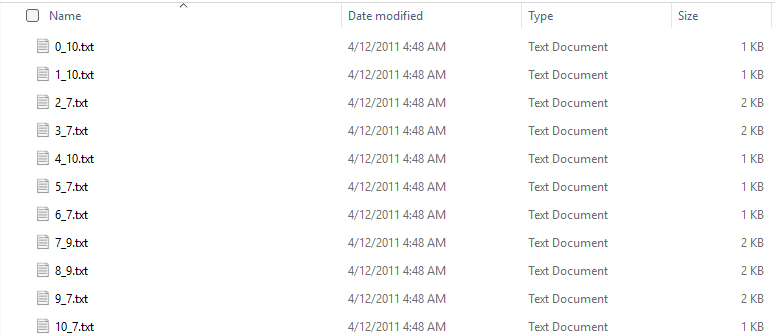 Name Date modified Type Size
0_10.txt 4/12/2011 4:48 AM Text Document 1 KB
1_10.txt 4/12/2011 4:48 AM Text Document 1 KB
2_7.txt 4/12/2011 4:48 AM Text Document 2 KB
3_7.txt 4/12/2011 4:48 AM Text Document 2 KB
4_10.txt 4/12/2011 4:48 AM Text Document 1 KB
5_7.txt 4/12/2011 4:48 AM Text Document 1 KB
6_7.txt 4/12/2011 4:48 AM Text Document 1 KB
7_9.txt 4/12/2011 4:48 AM Text Document 2 KB
8_9.txt 4/12/2011 4:48 AM Text Document 2 KB
9_7.txt 4/12/2011 4:48 AM Text Document 2 KB
10_7.txt 4/12/2011 4:48 AM Text Document 1 KB